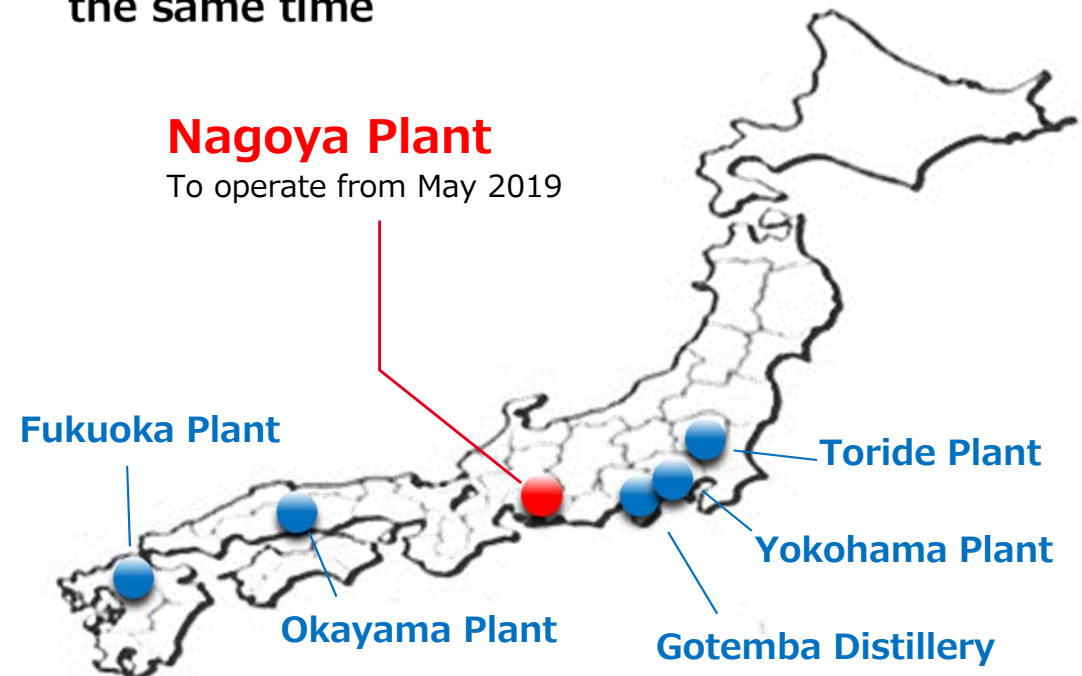 the same time
Nagoya Plant
To operate from May 2019
Fukuoka Plant
Toride Plant
Yokohama Plant
Okayama Plant
Gotemba Distillery